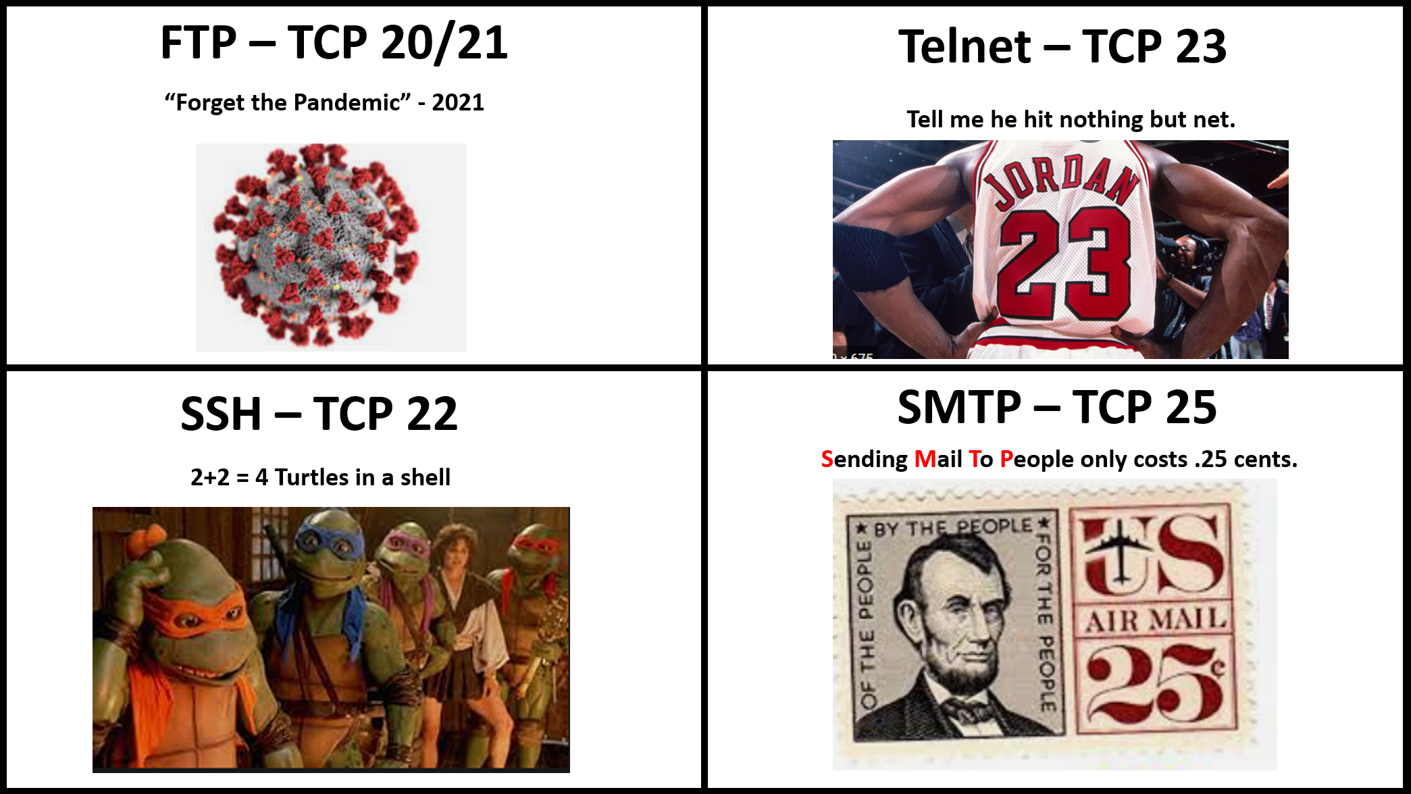 FTP – TCP 20/21
“Forget the Pandemic” - 2021
Telnet – TCP 23
Tell me he hit nothing but net.
JORDAN
23
SSH – TCP 22
2+2 = 4 Turtles in a shell
SMTP – TCP 25
Sending Mail To People only costs .25 cents.
OF THE PEOPLE
★ BY THE PEOPLE ★
FOR THE PEOPLE
US
AIR MAIL
25¢